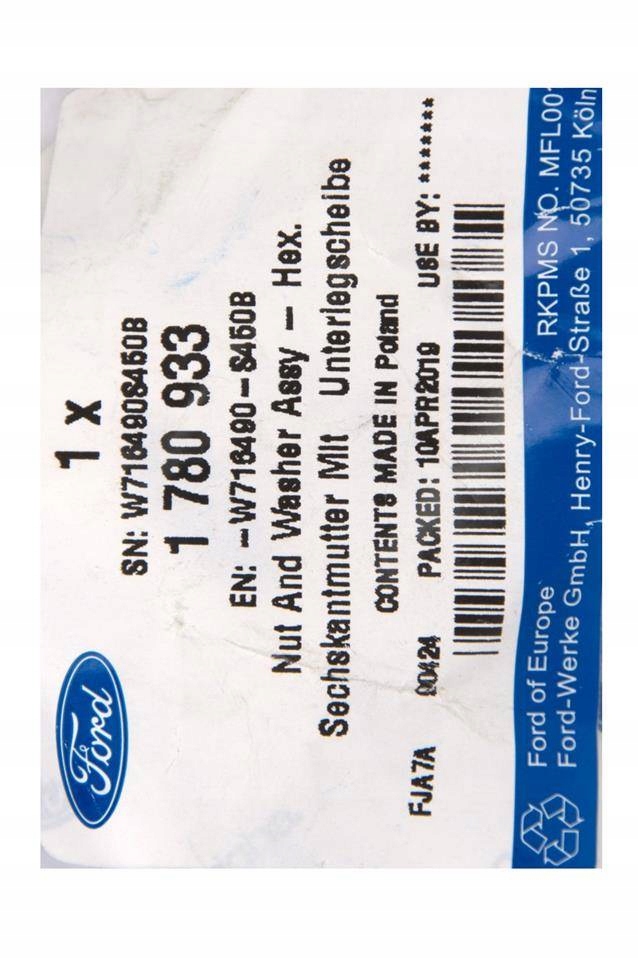 Ford
1 x
SN: W716490S450B
1 780 933
EN: -W716490-S450B
Nut And Washer Assy - Hex.
Sechskantmutter Mit Unterlegscheibe
CONTENTS MADE IN Poland
FJA7A 00424 PACKED: 10APR2019 USE BY: *******
Ford of Europe RKPMS NO. MFL001
Ford-Werke GmbH, Henry-Ford-Straße 1, 50735 Köln